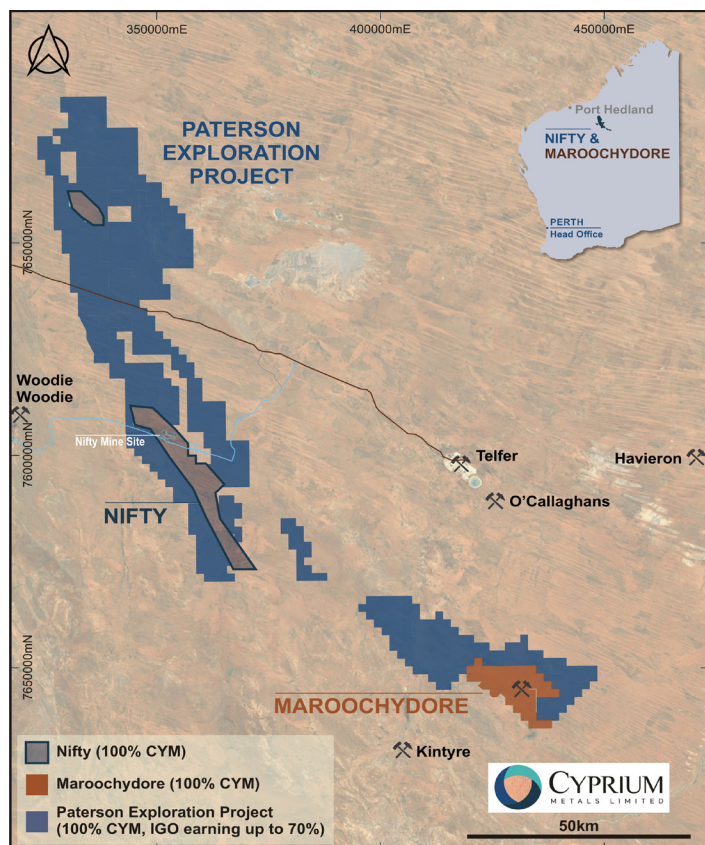 350000mE
400000mE
450000mE
PATERSON
EXPLORATION
PROJECT
Port Hedland
NIFTY &
MAROOCHYDORE
PERTH
Head Office
7650000mN
Woodie
Woodie
Nifty Mine Site
7600000mN
Telfer
Havieron
O'Callaghans
NIFTY
7650000mN
MAROOCHYDORE
Kintyre
Nifty (100% CYM)
Maroochydore (100% CYM)
Paterson Exploration Project
(100% CYM, IGO earning up to 70%)
CYPRIUM
METALS LIMITED
50km